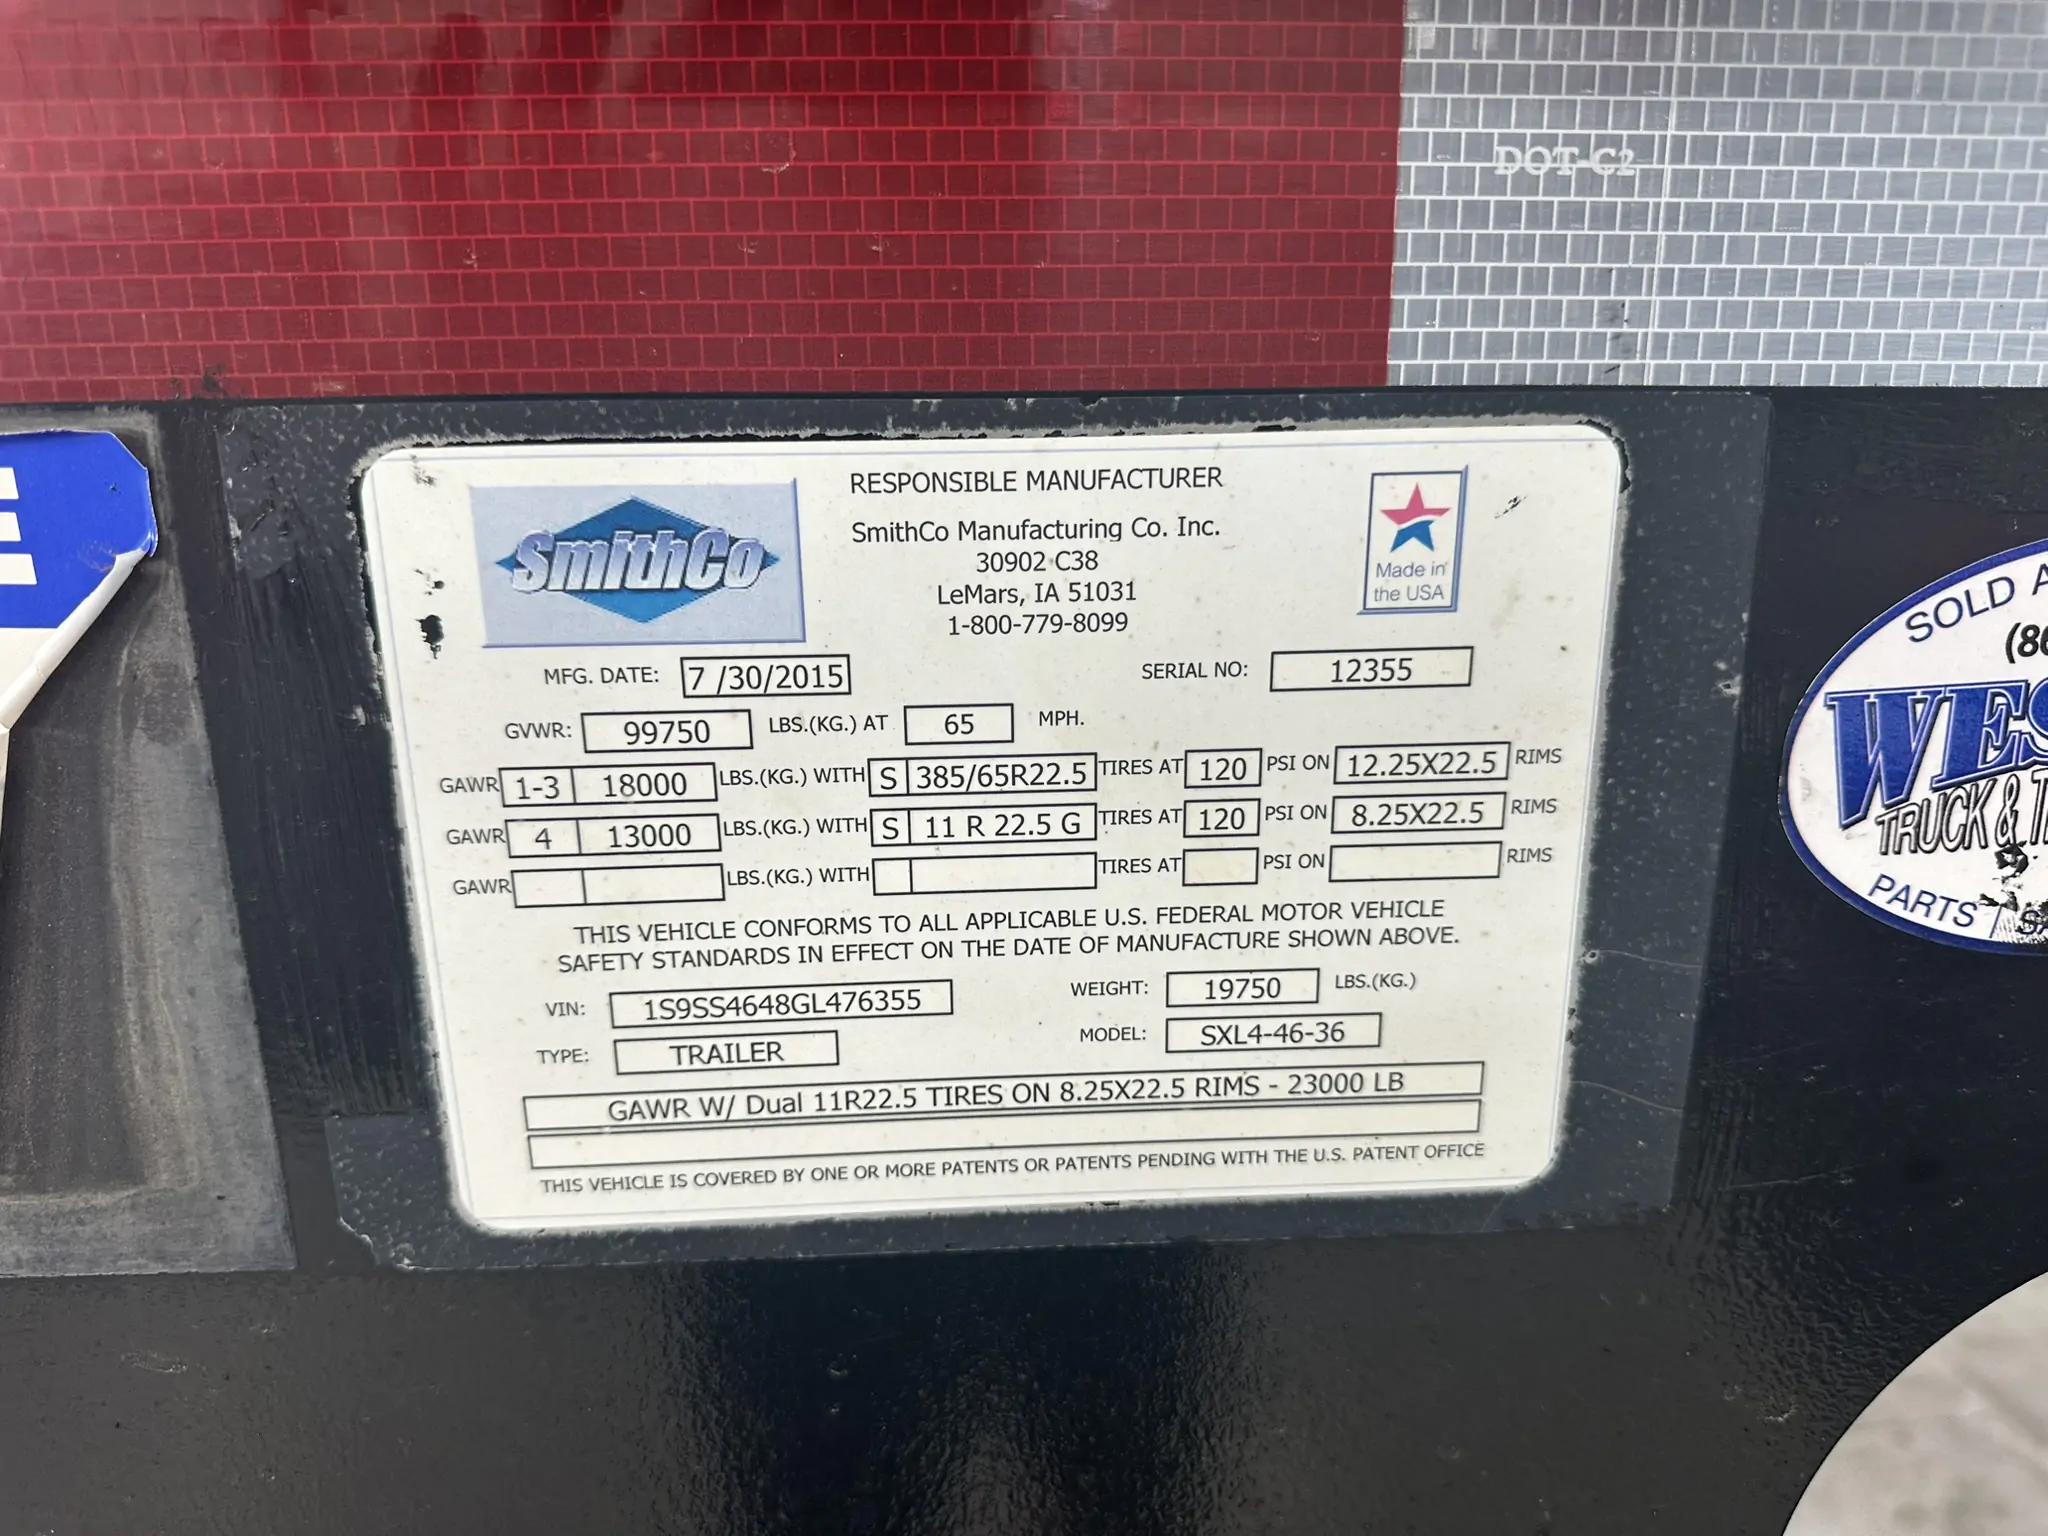 DOT-C2
SmithCo
RESPONSIBLE MANUFACTURER
SmithCo Manufacturing Co. Inc.
30902 C38
LeMars, IA 51031
1-800-779-8099
Made in
the USA
MFG. DATE: 7 /30/2015 SERIAL NO: 12355
GVWR: 99750 LBS.(KG.) AT 65 MPH.
GAWR 1-3 18000 LBS.(KG.) WITH S 385/65R22.5 TIRES AT 120 PSI ON 12.25X22.5 RIMS
GAWR 4 13000 LBS.(KG.) WITH S 11 R 22.5 G TIRES AT 120 PSI ON 8.25X22.5 RIMS
GAWR LBS.(KG.) WITH TIRES AT PSI ON RIMS
THIS VEHICLE CONFORMS TO ALL APPLICABLE U.S. FEDERAL MOTOR VEHICLE
SAFETY STANDARDS IN EFFECT ON THE DATE OF MANUFACTURE SHOWN ABOVE.
VIN: 1S9SS4648GL476355 WEIGHT: 19750 LBS.(KG.)
TYPE: TRAILER MODEL: SXL4-46-36
GAWR W/ Dual 11R22.5 TIRES ON 8.25X22.5 RIMS - 23000 LB
THIS VEHICLE IS COVERED BY ONE OR MORE PATENTS OR PATENTS PENDING WITH THE U.S. PATENT OFFICE
E
SOLD A
(86
WES
TRUCK & T
PARTS / SA